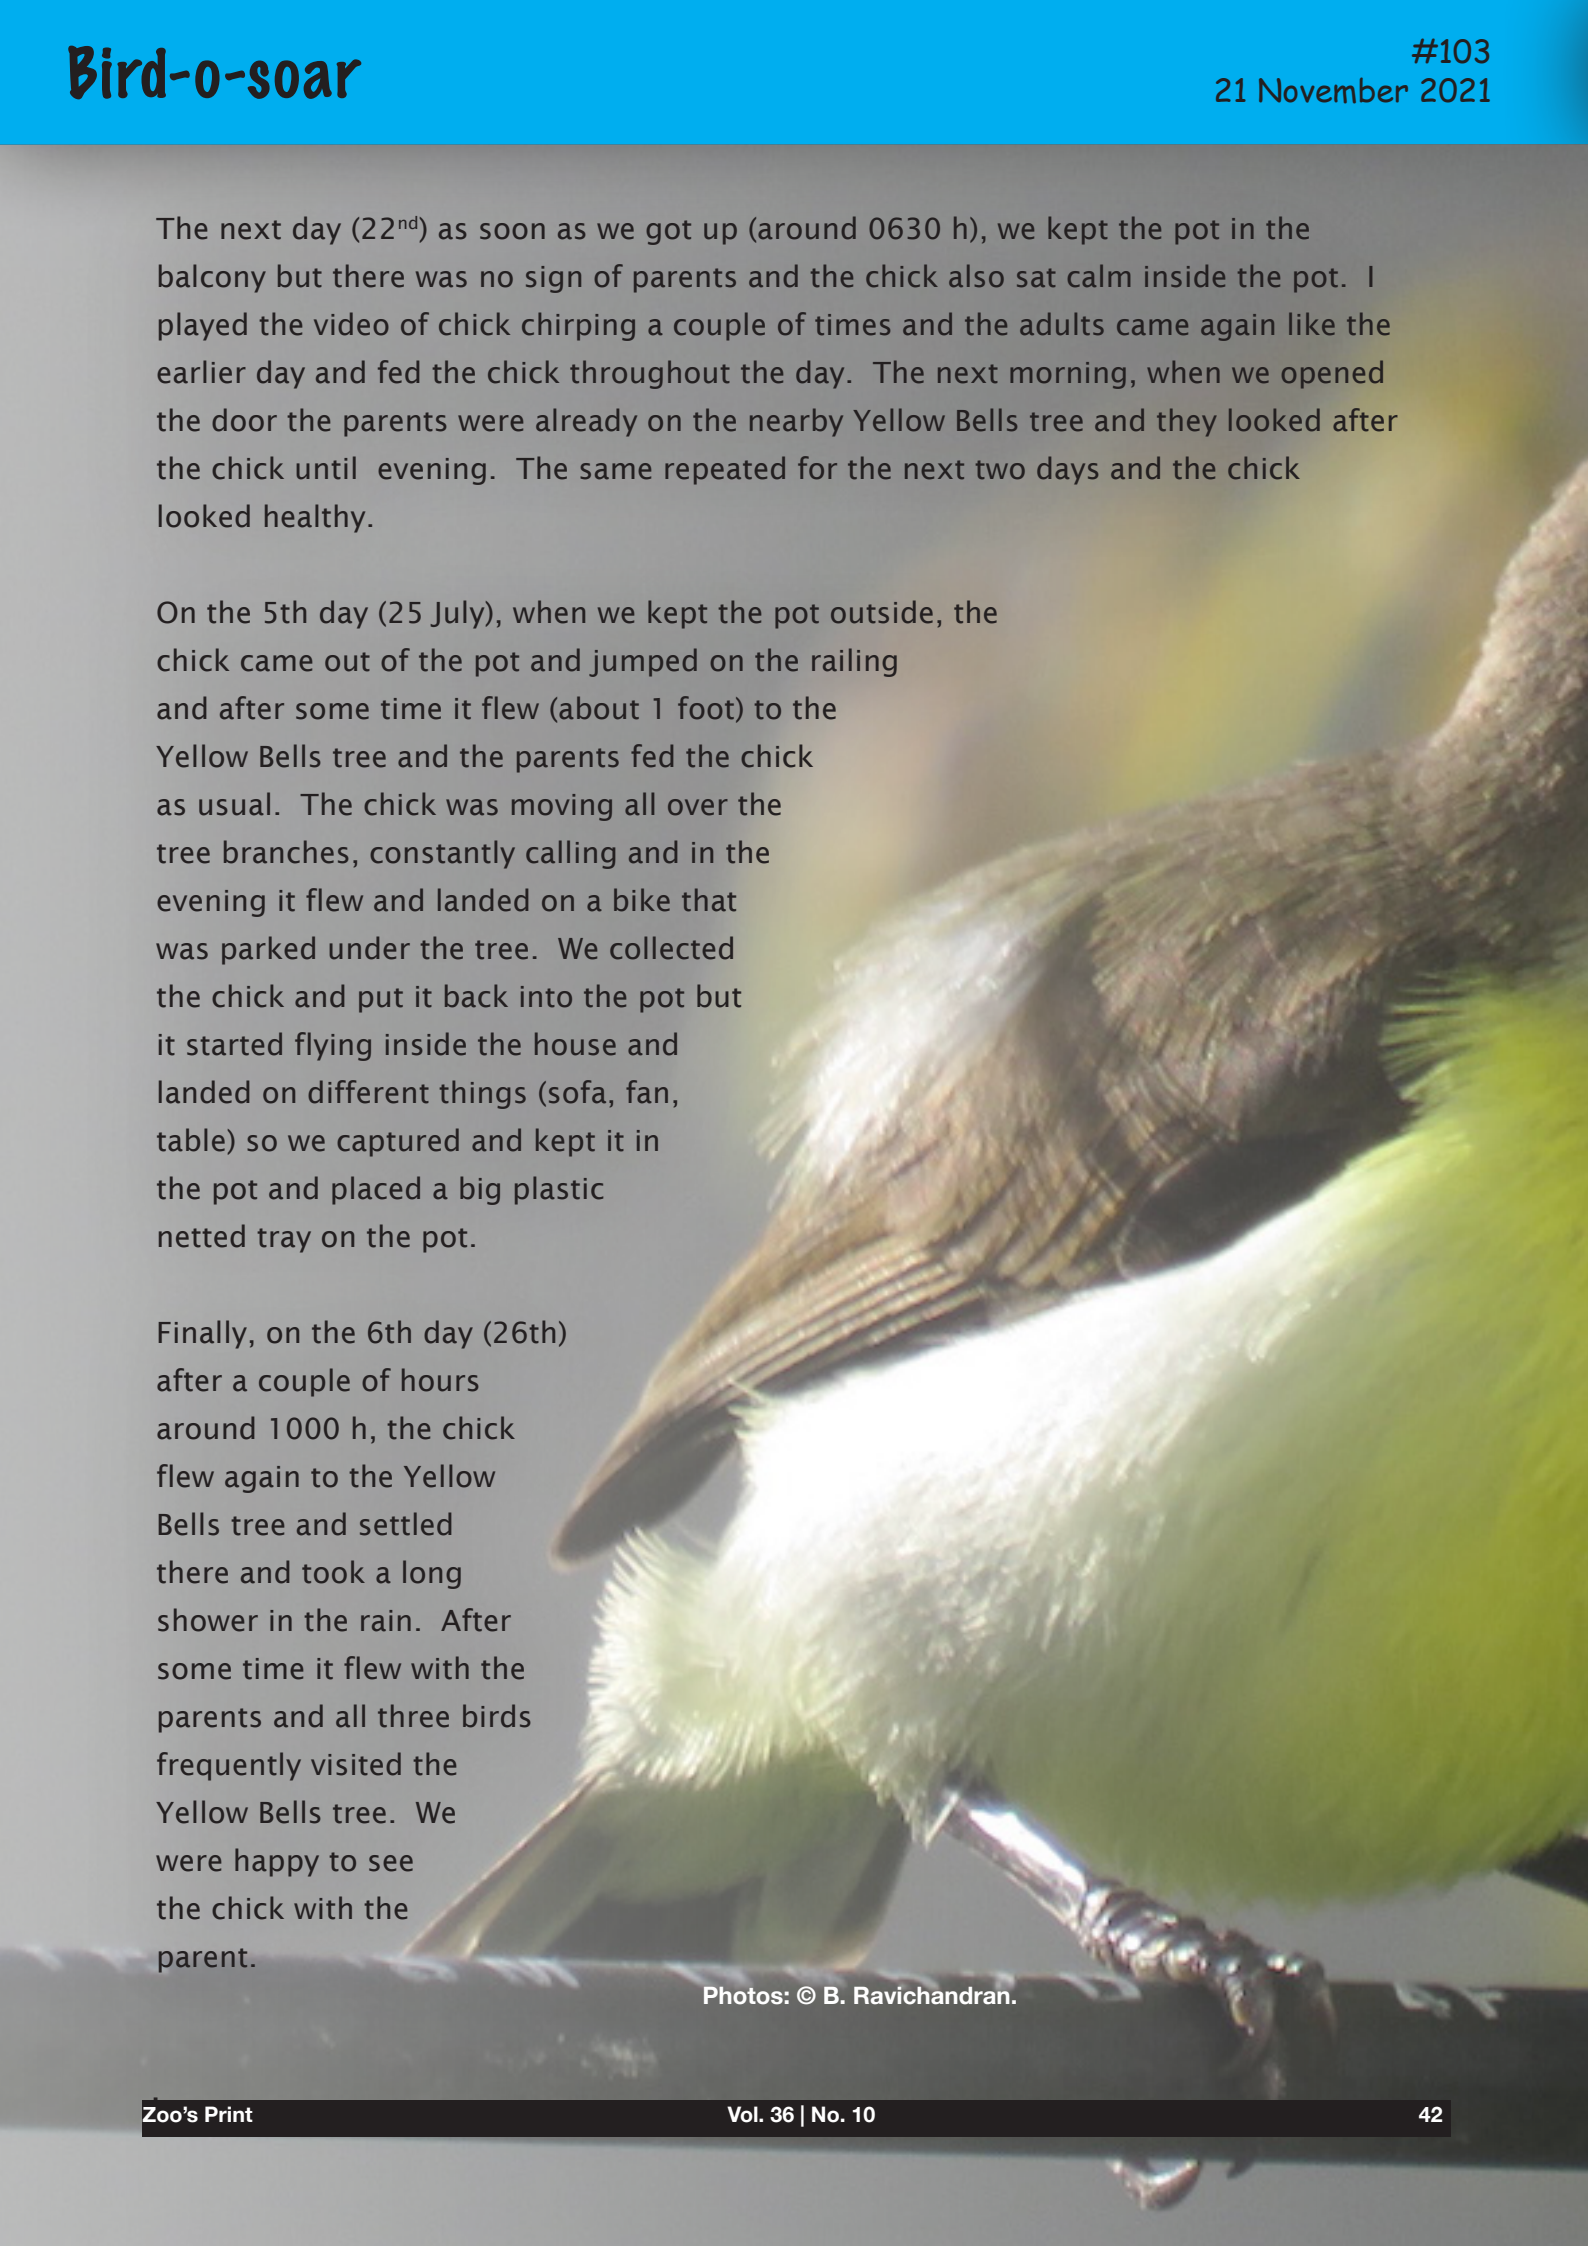 Bird-o-soar
#103
21 November 2021
The next day (22nd) as soon as we got up (around 0630 h), we kept the pot in the
balcony but there was no sign of parents and the chick also sat calm inside the pot.  I
played the video of chick chirping a couple of times and the adults came again like the
earlier day and fed the chick throughout the day.  The next morning, when we opened
the door the parents were already on the nearby Yellow Bells tree and they looked after
the chick until  evening.  The same repeated for the next two days and the chick
looked healthy.
On the 5th day (25 July), when we kept the pot outside, the
chick came out of the pot and jumped on the railing
and after some time it flew (about 1 foot) to the
Yellow Bells tree and the parents fed the chick
as usual.  The chick was moving all over the
tree branches, constantly calling and in the
evening it flew and landed on a bike that
was parked under the tree.  We collected
the chick and put it back into the pot but
it started flying inside the house and
landed on different things (sofa, fan,
table) so we captured and kept it in
the pot and placed a big plastic
netted tray on the pot.
Finally, on the 6th day (26th)
after a couple of hours
around 1000 h, the chick
flew again to the Yellow
Bells tree and settled
there and took a long
shower in the rain.  After
some time it flew with the
parents and all three birds
frequently visited the
Yellow Bells tree.  We
were happy to see
the chick with the
parent.
Photos: © B. Ravichandran.
Zoo's Print
Vol. 36 | No. 10
42